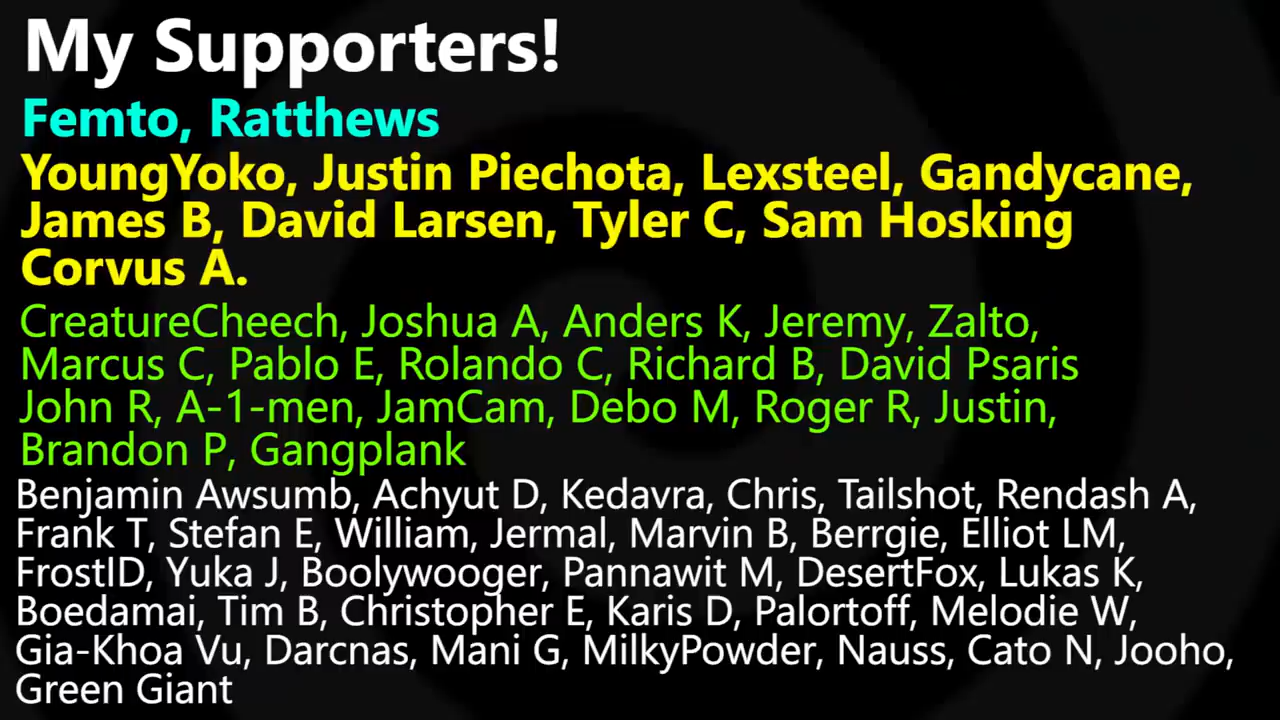 My Supporters!
Femto, Ratthews
YoungYoko, Justin Piechota, Lexsteel, Gandycane,
James B, David Larsen, Tyler C, Sam Hosking
Corvus A.
CreatureCheech, Joshua A, Anders K, Jeremy, Zalto,
Marcus C, Pablo E, Rolando C, Richard B, David Psaris
John R, A-1-men, JamCam, Debo M, Roger R, Justin,
Brandon P, Gangplank
Benjamin Awsumb, Achyut D, Kedavra, Chris, Tailshot, Rendash A,
Frank T, Stefan E, William, Jermal, Marvin B, Berrgie, Elliot LM,
FrostID, Yuka J, Boolywooger, Pannawit M, DesertFox, Lukas K,
Boedamai, Tim B, Christopher E, Karis D, Palortoff, Melodie W,
Gia-Khoa Vu, Darcnas, Mani G, MilkyPowder, Nauss, Cato N, Jooho,
Green Giant